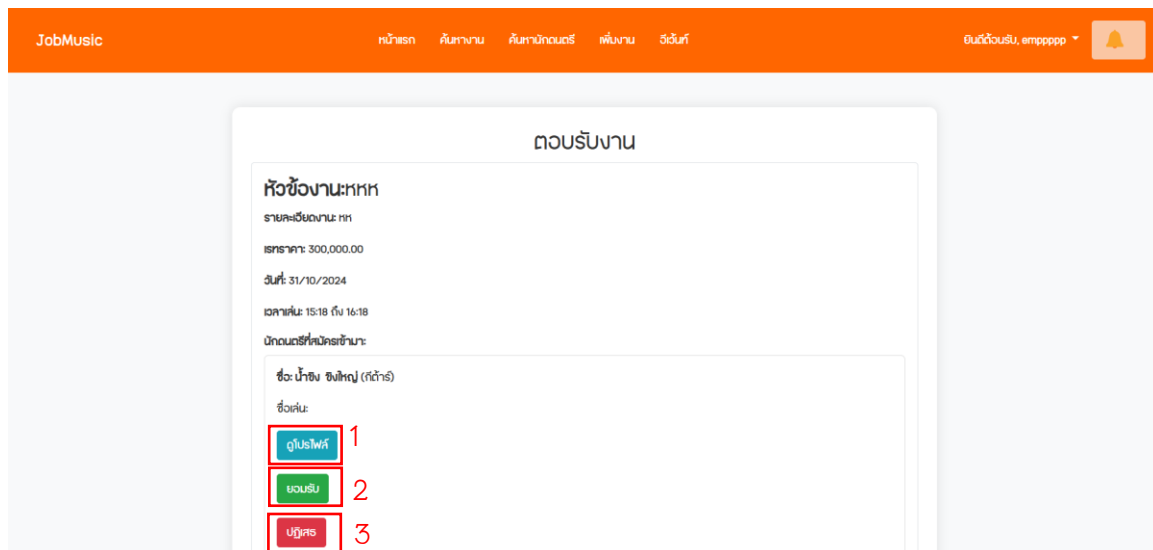 JobMusic หน้าแรก ค้นหางาน ค้นหานักดนตรี เพิ่มงาน อีเว้นท์ ยินดีต้อนรับ, emppppp
ตอบรับงาน
หัวข้องาน:หหห
รายละเอียดงาน: หห
เรทราคา: 300,000.00
วันที่: 31/10/2024
เวลาเล่น: 15:18 ถึง 16:18
นักดนตรีที่สมัครเข้ามา:
ชื่อ: น้ำขิง ขิงใหญ่ (กีต้าร์)
ชื่อเล่น:
ดูโปรไฟล์ 1
ยอมรับ 2
ปฏิเสธ 3